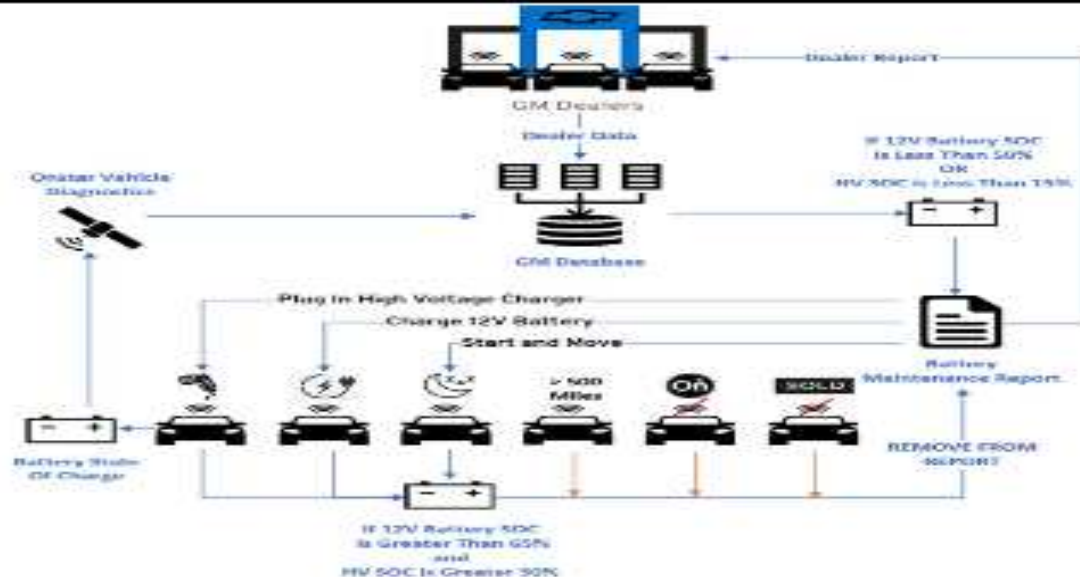 Dealer Report
GM Dealers
Dealer Data
If 12V Battery SOC
Is Less Than 50%
OR
HV SOC is Less Than 15%
Onstar Vehicle
Diagnostics
GM Database
Plug In High Voltage Charger
Charge 12V Battery
Start and Move
Battery
Maintenance Report
> 500
Miles
On
SOLD
Battery State
Of Charge
REMOVE FROM
REPORT
If 12V Battery SOC
Is Greater Than 65%
and
HV SOC Is Greater 30%